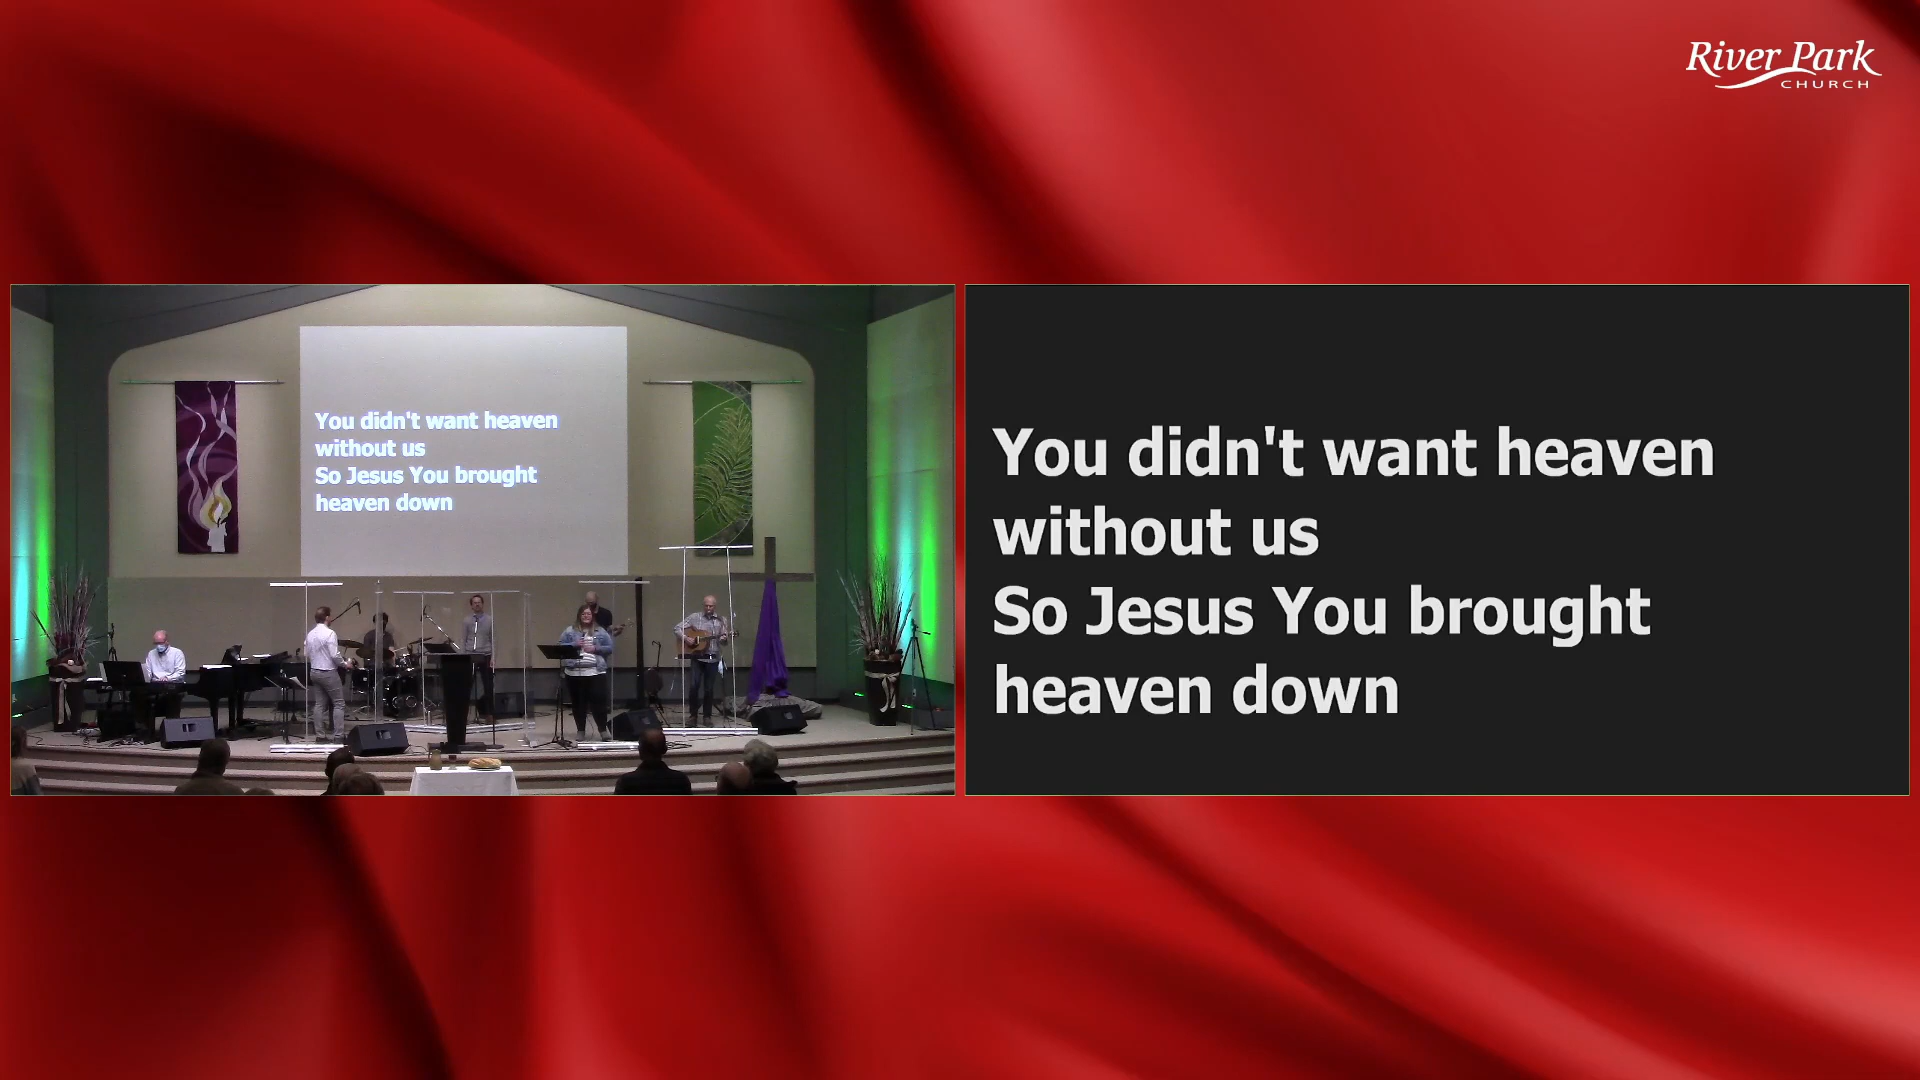 River Park
CHURCH
You didn't want heaven
without us
So Jesus You brought
heaven down
You didn't want heaven
without us
So Jesus You brought
heaven down